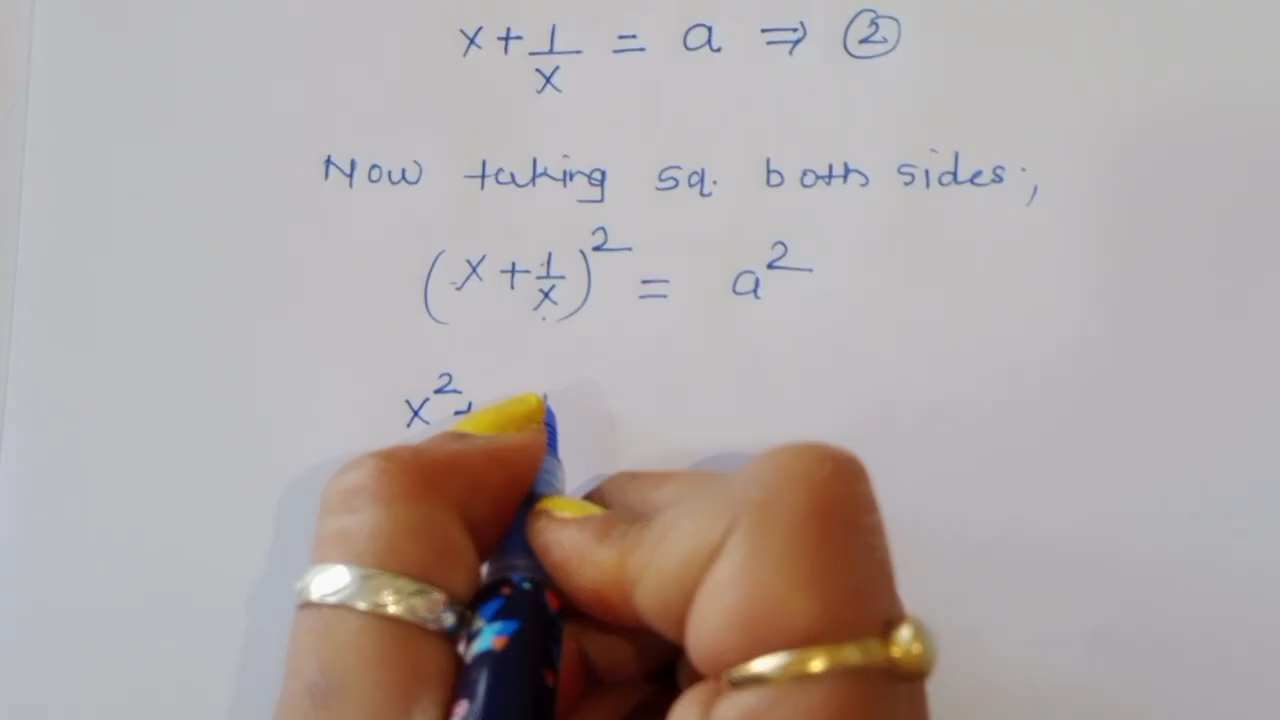 x + 1/x = a ⇒ ②
Now taking sq. both sides;
(x + 1/x)² = a²
x² +